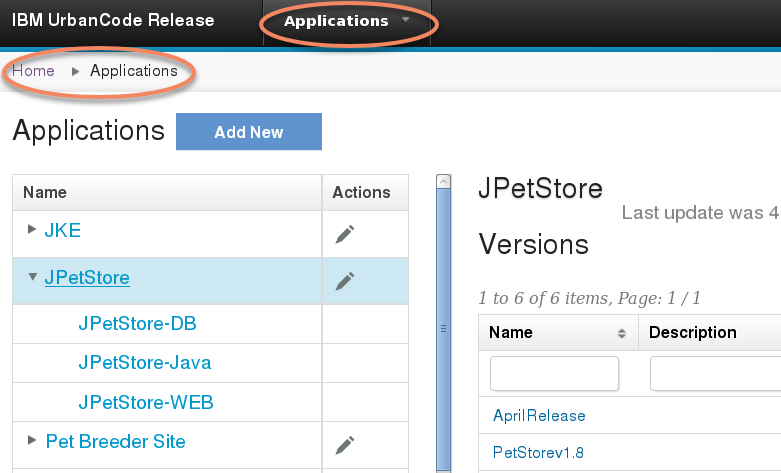 IBM UrbanCode Release Applications
Home Applications
Applications Add New
Name Actions
JKE
JPetStore
JPetStore-DB
JPetStore-Java
JPetStore-WEB
Pet Breeder Site
JPetStore
Last update was 4
Versions
1 to 6 of 6 items, Page: 1 / 1
Name Description
AprilRelease
PetStorev1.8